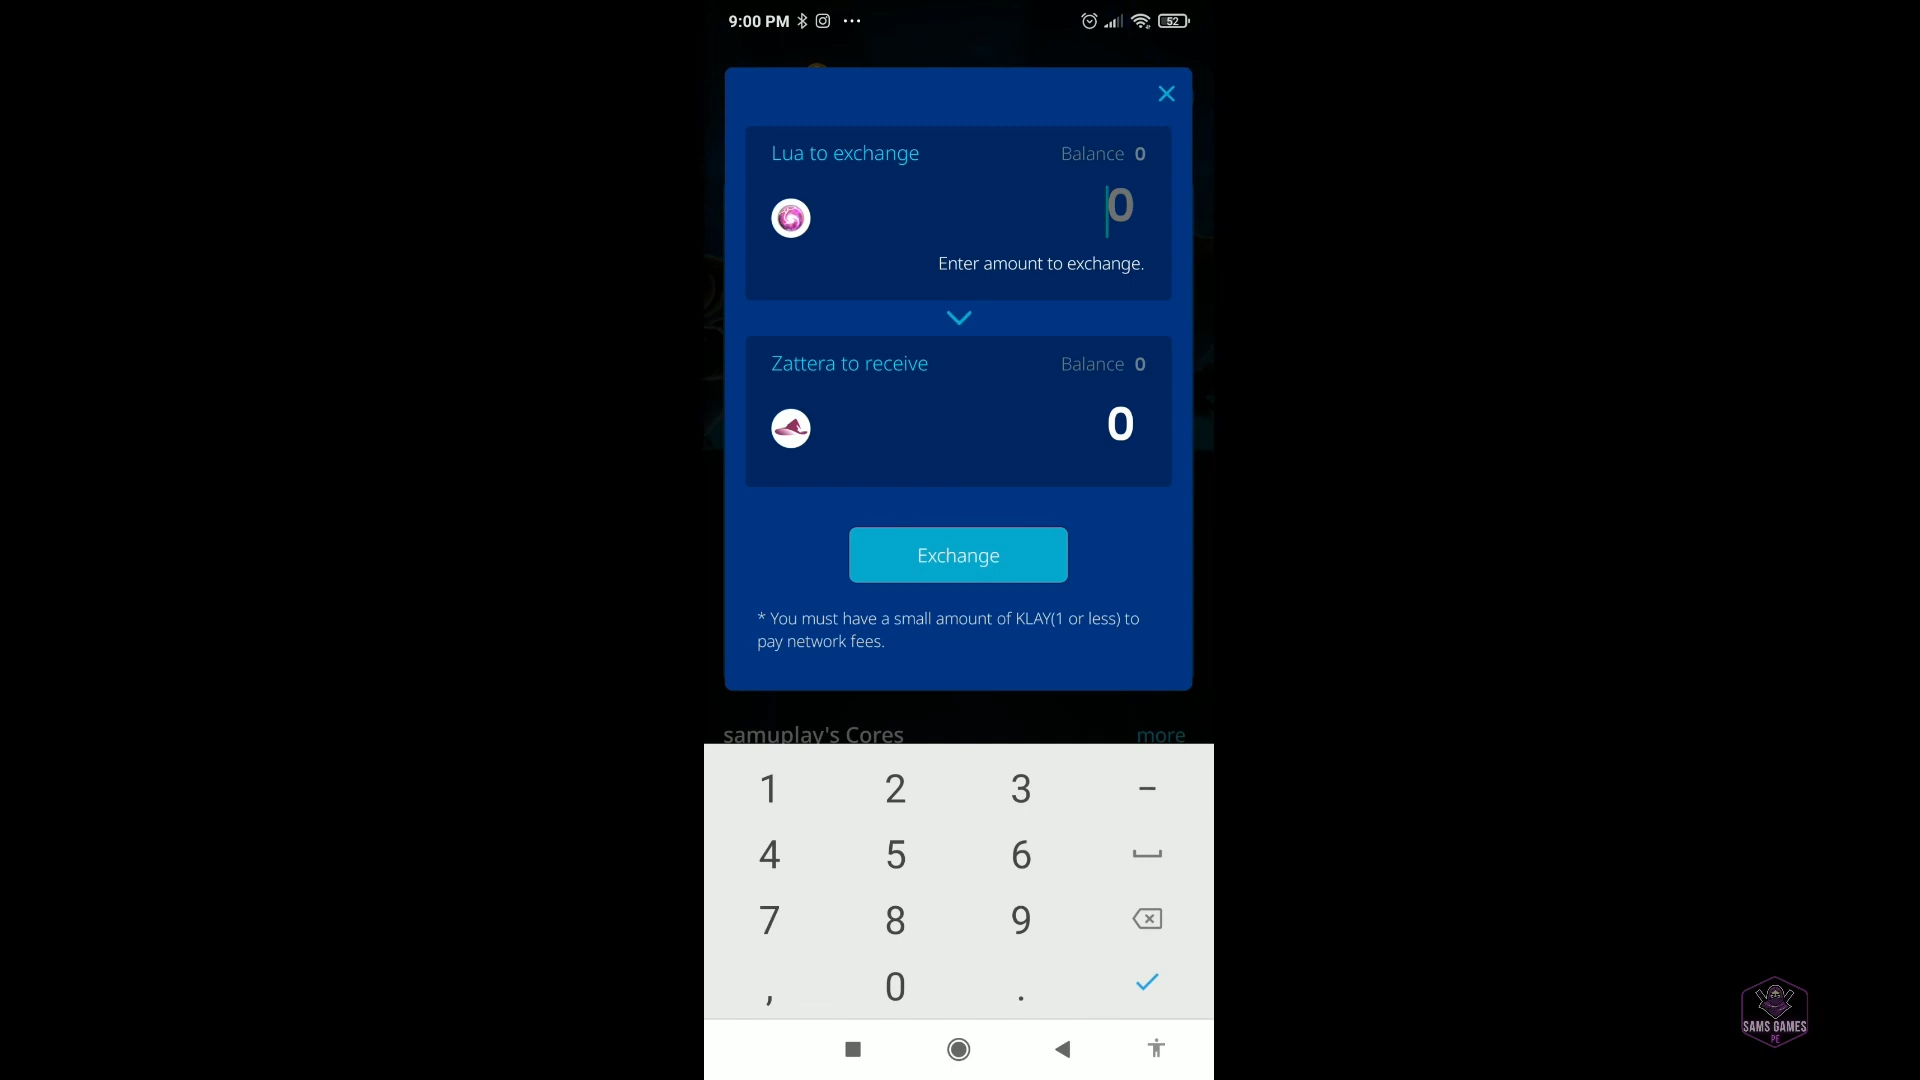 9:00 PM
52
Lua to exchange
Balance 0
0
Enter amount to exchange.
Zattera to receive
Balance 0
0
Exchange
* You must have a small amount of KLAY(1 or less) to
pay network fees.
samuplay's Cores
more
1 2 3 −
4 5 6
7 8 9
, 0 .
SAMS GAMES
PE